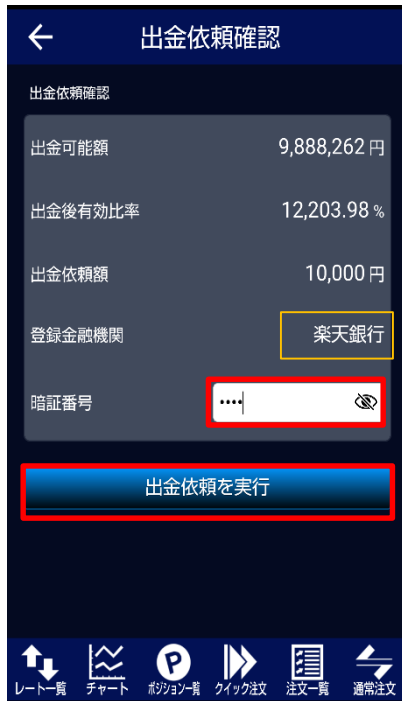 出金依頼確認
出金依頼確認
出金可能額 9,888,262 円
出金後有効比率 12,203.98 %
出金依頼額 10,000 円
登録金融機関 楽天銀行
暗証番号 ••••
出金依頼を実行
レート一覧 チャート P ポジション一覧 クイック注文 注文一覧 通常注文